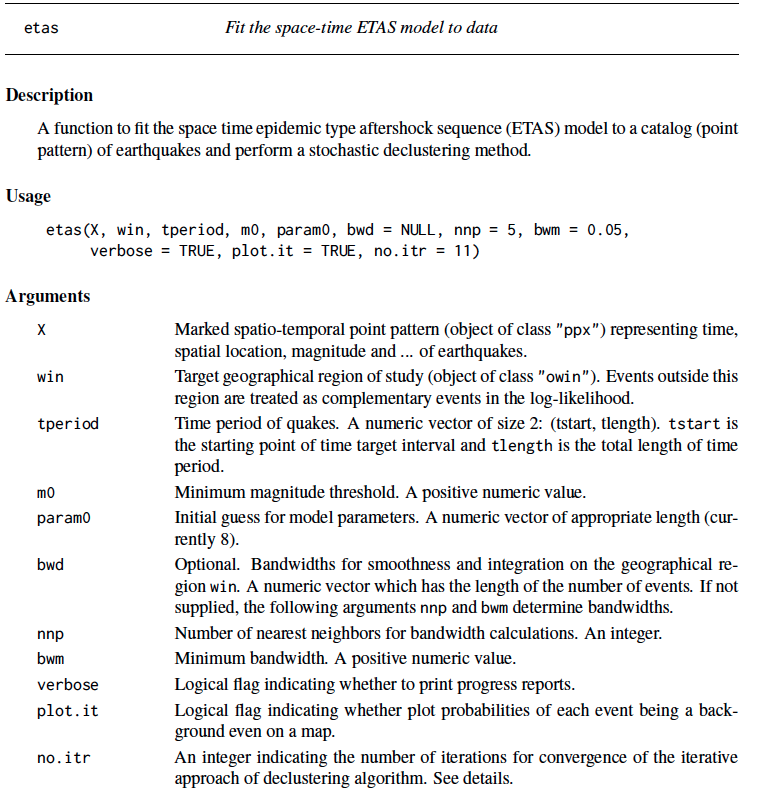 etas Fit the space-time ETAS model to data
Description
A function to fit the space time epidemic type aftershock sequence (ETAS) model to a catalog (point
pattern) of earthquakes and perform a stochastic declustering method.
Usage
etas(X, win, tperiod, m0, param0, bwd = NULL, nnp = 5, bwm = 0.05,
verbose = TRUE, plot.it = TRUE, no.itr = 11)
Arguments
X Marked spatio-temporal point pattern (object of class "ppx") representing time,
spatial location, magnitude and ... of earthquakes.
win Target geographical region of study (object of class "owin"). Events outside this
region are treated as complementary events in the log-likelihood.
tperiod Time period of quakes. A numeric vector of size 2: (tstart, tlength). tstart is
the starting point of time target interval and tlength is the total length of time
period.
m0 Minimum magnitude threshold. A positive numeric value.
param0 Initial guess for model parameters. A numeric vector of appropriate length (cur-
rently 8).
bwd Optional. Bandwidths for smoothness and integration on the geographical re-
gion win. A numeric vector which has the length of the number of events. If not
supplied, the following arguments nnp and bwm determine bandwidths.
nnp Number of nearest neighbors for bandwidth calculations. An integer.
bwm Minimum bandwidth. A positive numeric value.
verbose Logical flag indicating whether to print progress reports.
plot.it Logical flag indicating whether plot probabilities of each event being a back-
ground even on a map.
no.itr An integer indicating the number of iterations for convergence of the iterative
approach of declustering algorithm. See details.